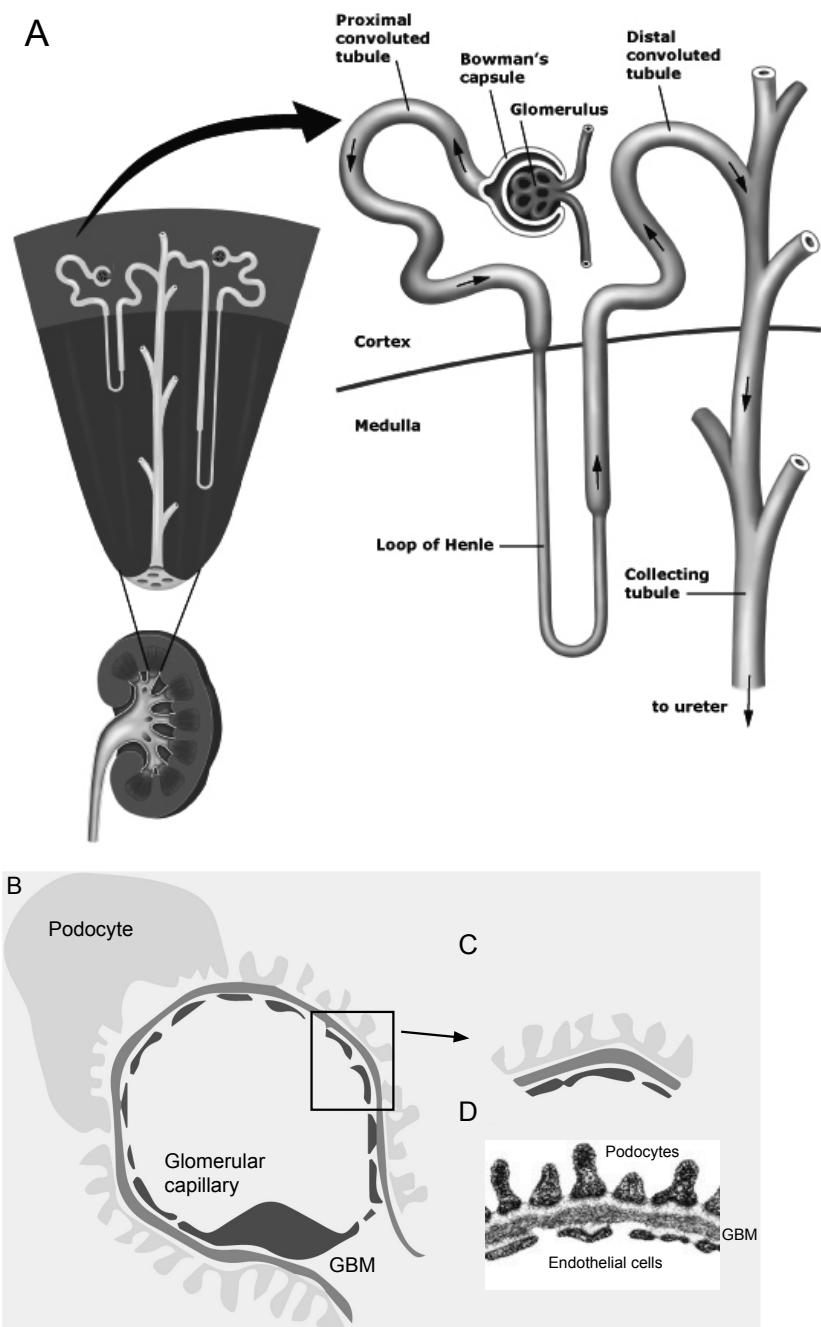 A
Proximal
convoluted
tubule
Bowman's
capsule
Glomerulus
Distal
convoluted
tubule
Cortex
Medulla
Loop of Henle
Collecting
tubule
to ureter
B
Podocyte
C
Glomerular
capillary
GBM
D
Podocytes
GBM
Endothelial cells